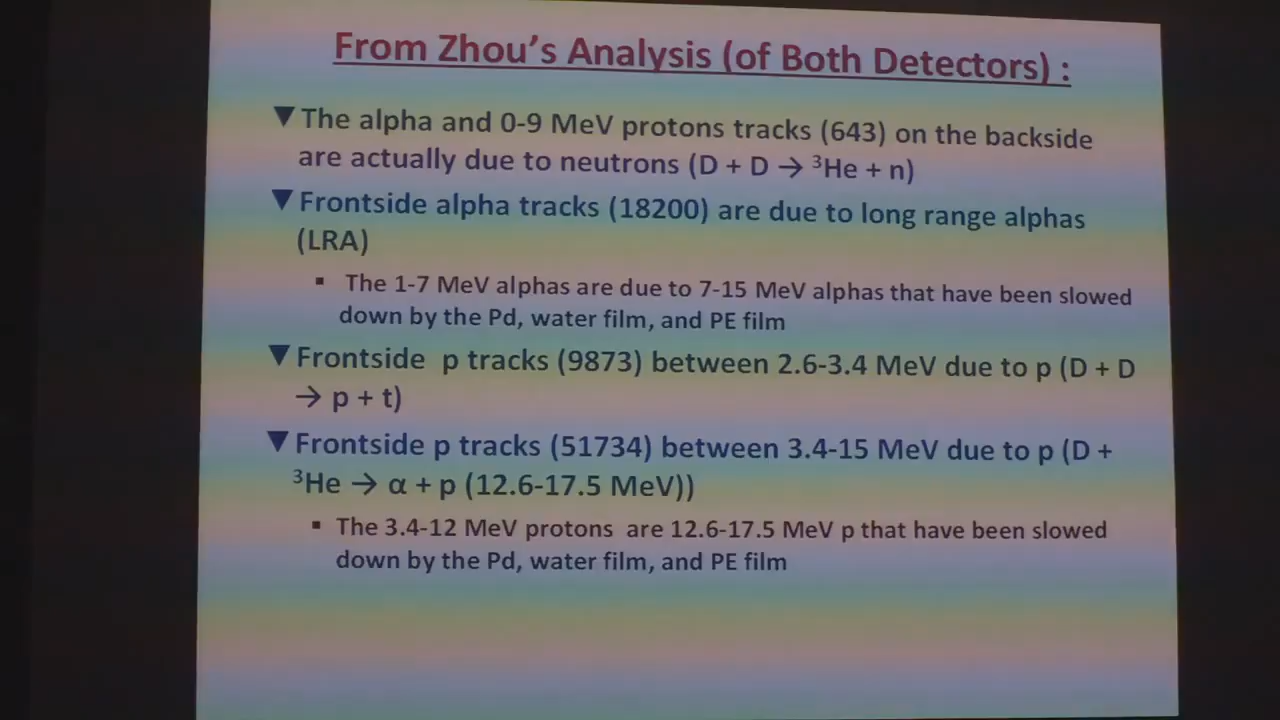 From Zhou's Analysis (of Both Detectors) :
▼The alpha and 0-9 MeV protons tracks (643) on the backside
are actually due to neutrons (D + D → ³He + n)
▼Frontside alpha tracks (18200) are due to long range alphas
(LRA)
▪ The 1-7 MeV alphas are due to 7-15 MeV alphas that have been slowed
down by the Pd, water film, and PE film
▼Frontside p tracks (9873) between 2.6-3.4 MeV due to p (D + D
→ p + t)
▼Frontside p tracks (51734) between 3.4-15 MeV due to p (D +
³He → α + p (12.6-17.5 MeV))
▪ The 3.4-12 MeV protons are 12.6-17.5 MeV p that have been slowed
down by the Pd, water film, and PE film